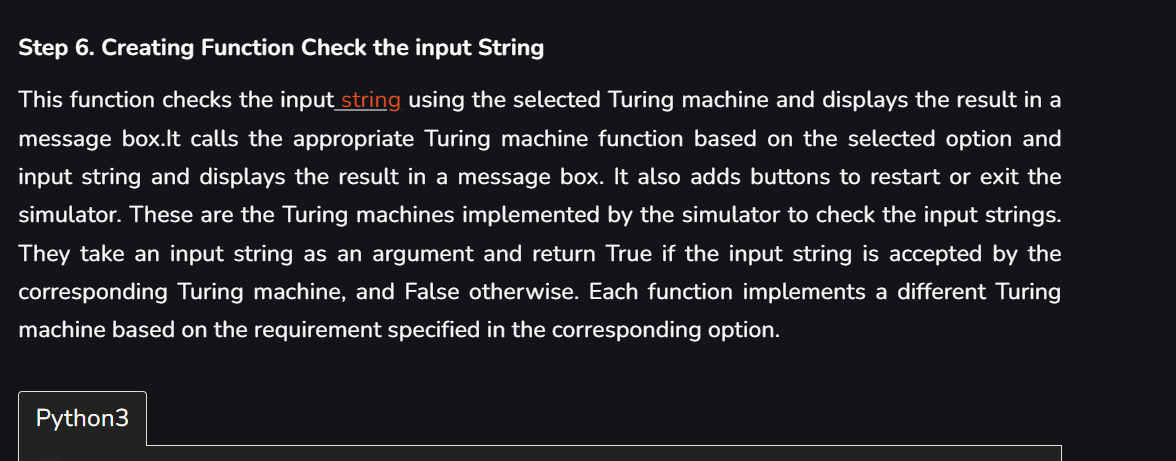 Step 6. Creating Function Check the input String
This function checks the input string using the selected Turing machine and displays the result in a
message box.It calls the appropriate Turing machine function based on the selected option and
input string and displays the result in a message box. It also adds buttons to restart or exit the
simulator. These are the Turing machines implemented by the simulator to check the input strings.
They take an input string as an argument and return True if the input string is accepted by the
corresponding Turing machine, and False otherwise. Each function implements a different Turing
machine based on the requirement specified in the corresponding option.
Python3